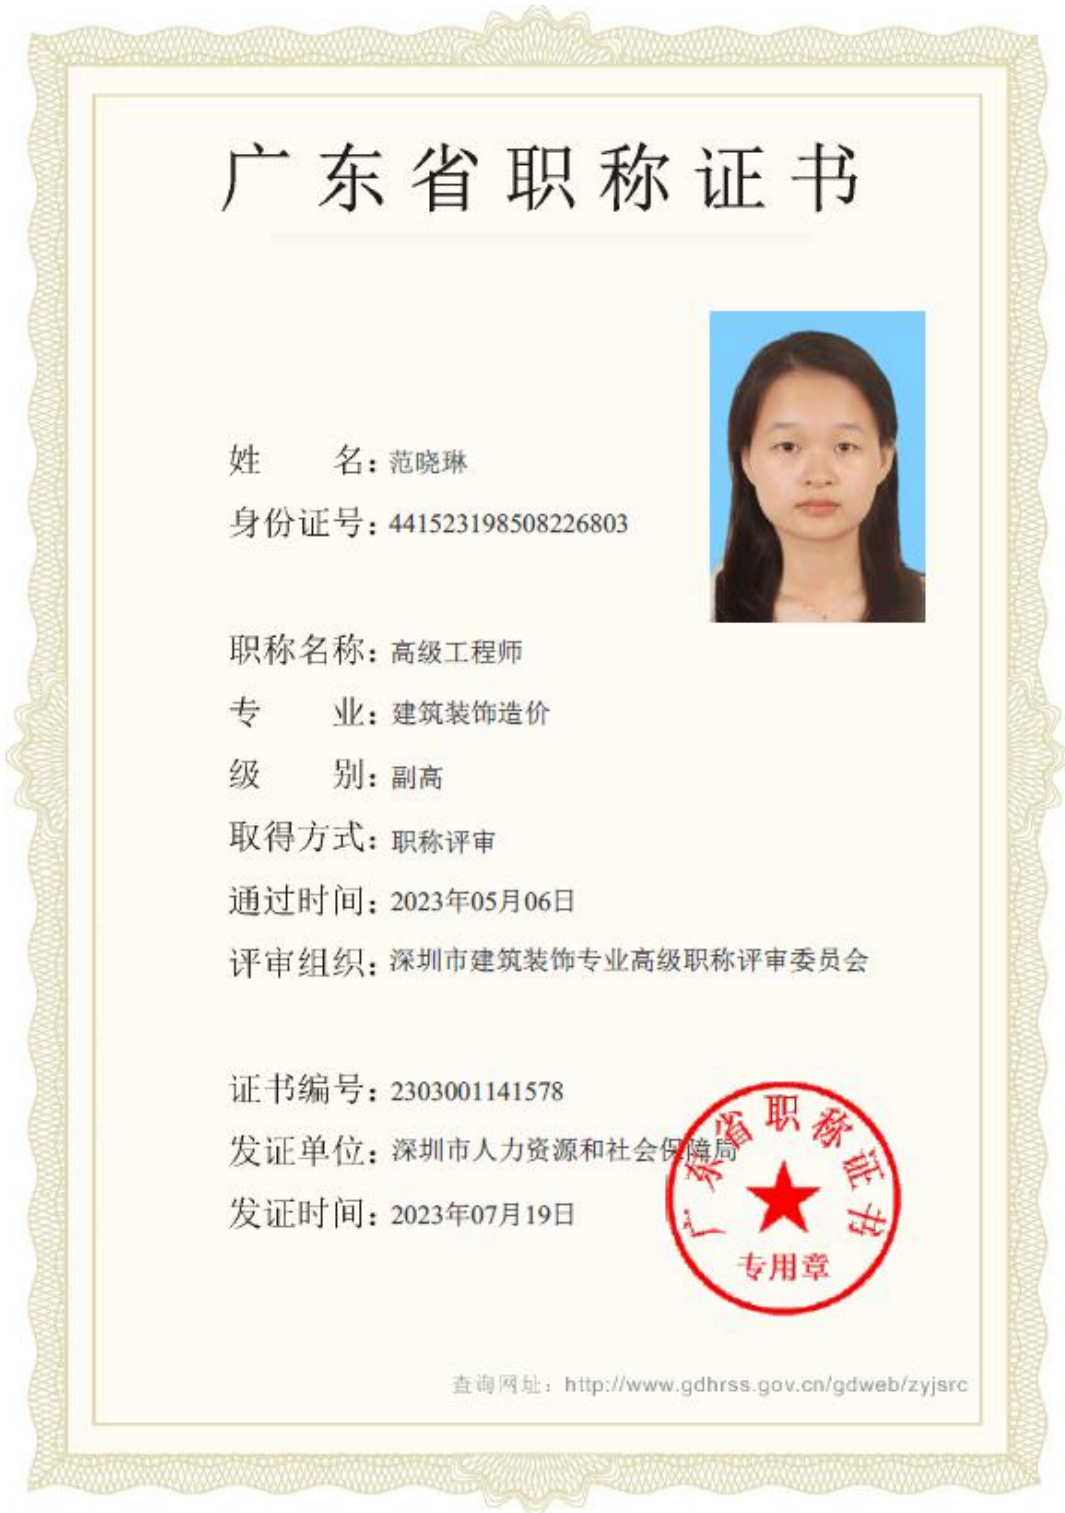 广东省职称证书
姓名：范晓琳
身份证号：441523198508226803
职称名称：高级工程师
专业：建筑装饰造价
级别：副高
取得方式：职称评审
通过时间：2023年05月06日
评审组织：深圳市建筑装饰专业高级职称评审委员会
证书编号：2303001141578
发证单位：深圳市人力资源和社会保障局
发证时间：2023年07月19日
广东省职称证书
专用章
查询网址：http://www.gdhrss.gov.cn/gdweb/zyjsrc